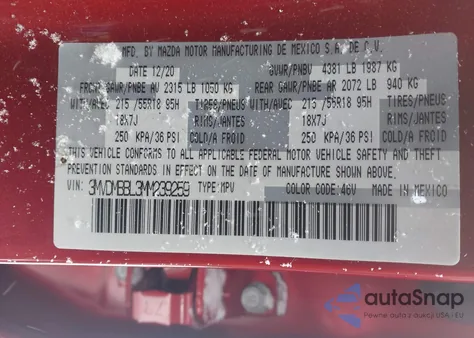 MFD. BY MAZDA MOTOR MANUFACTURING DE MEXICO S.A. DE C.V.
DATE 12/20 GVWR/PNBV 4381 LB 1987 KG
FRONT GAWR/PNBE AV 2315 LB 1050 KG REAR GAWR/PNBE AR 2072 LB 940 KG
WITH/AVEC 215/55R18 95H TIRES/PNEUS WITH/AVEC 215/55R18 95H TIRES/PNEUS
18X7J RIMS/JANTES 18X7J RIMS/JANTES
250 KPA/36 PSI COLD/A FROID 250 KPA/36 PSI COLD/A FROID
THIS VEHICLE CONFORMS TO ALL APPLICABLE FEDERAL MOTOR VEHICLE SAFETY AND THEFT
PREVENTION STANDARDS IN EFFECT ON THE DATE OF MANUFACTURE SHOWN ABOVE.
VIN: 3MVDMBBL3MM239259 TYPE:MPV COLOR CODE:46V MADE IN MEXICO
autoSnap
Pewne auta z aukcji USA i EU